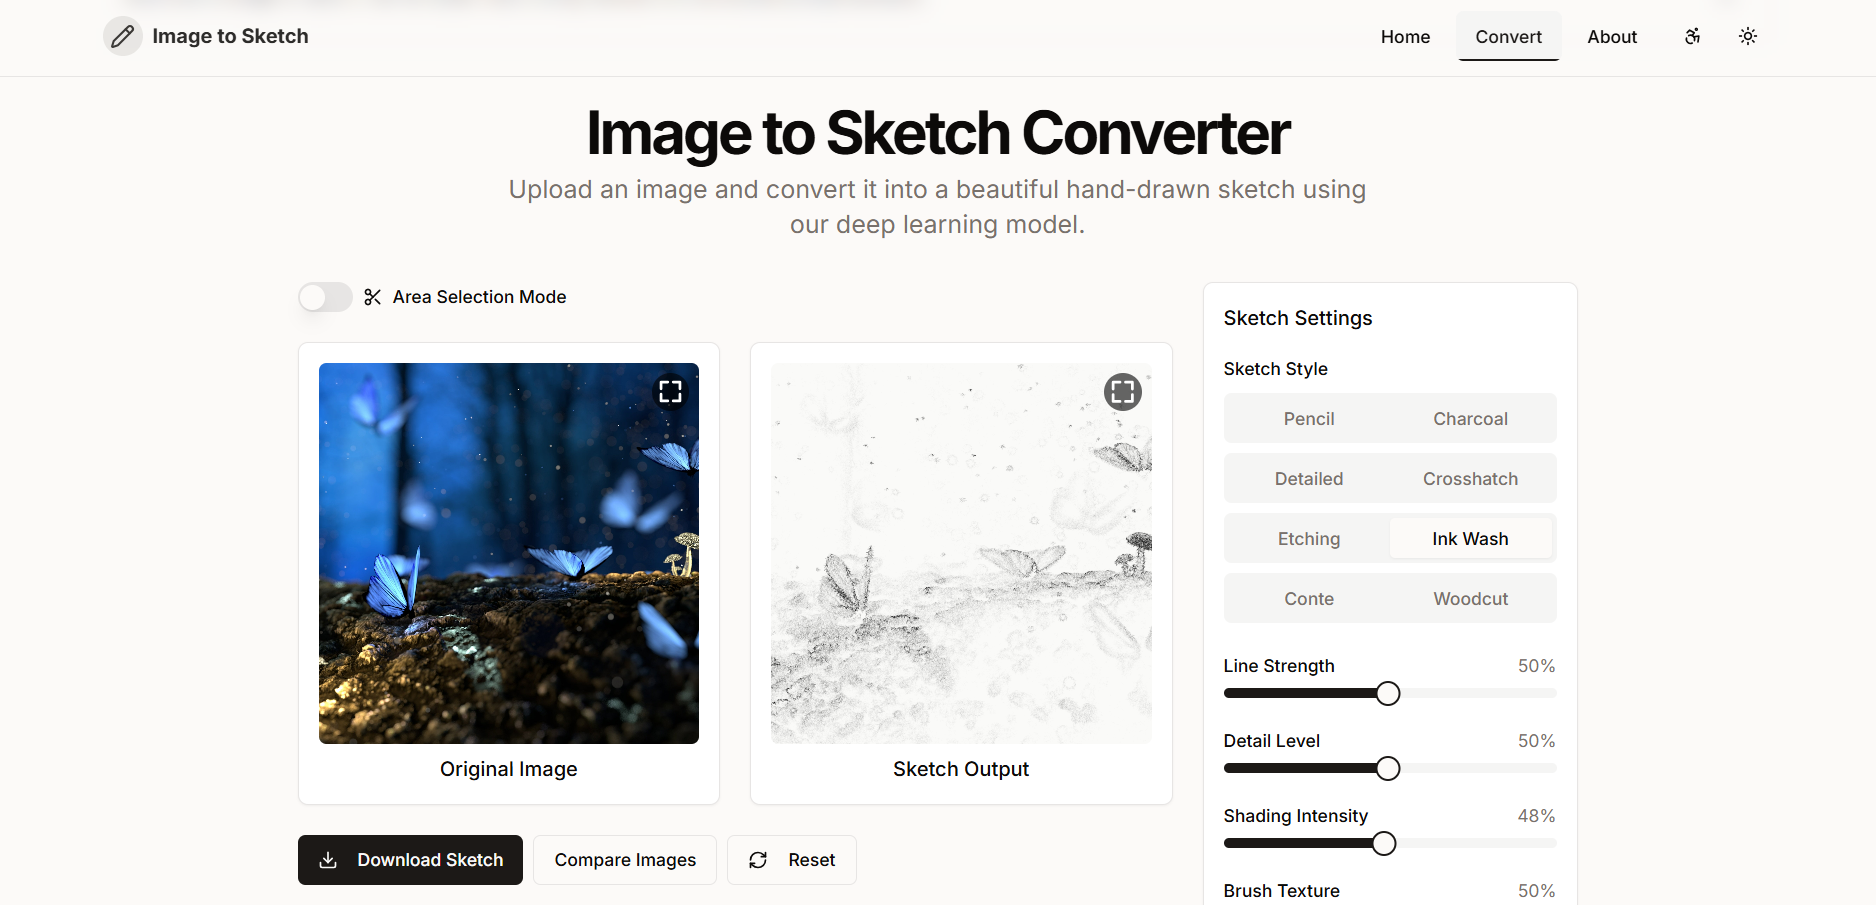 Image to Sketch
Home
Convert
About
Image to Sketch Converter
Upload an image and convert it into a beautiful hand-drawn sketch using
our deep learning model.
Area Selection Mode
Original Image
Sketch Output
Download Sketch
Compare Images
Reset
Sketch Settings
Sketch Style
Pencil
Charcoal
Detailed
Crosshatch
Etching
Ink Wash
Conte
Woodcut
Line Strength 50%
Detail Level 50%
Shading Intensity 48%
Brush Texture 50%